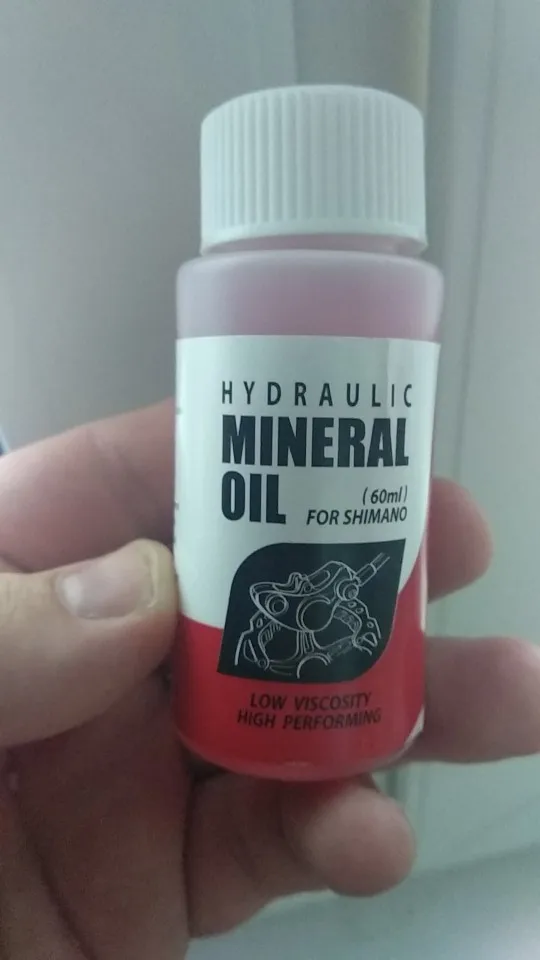 HYDRAULIC
MINERAL
OIL
(60ml)
FOR SHIMANO
LOW VISCOSITY
HIGH PERFORMING